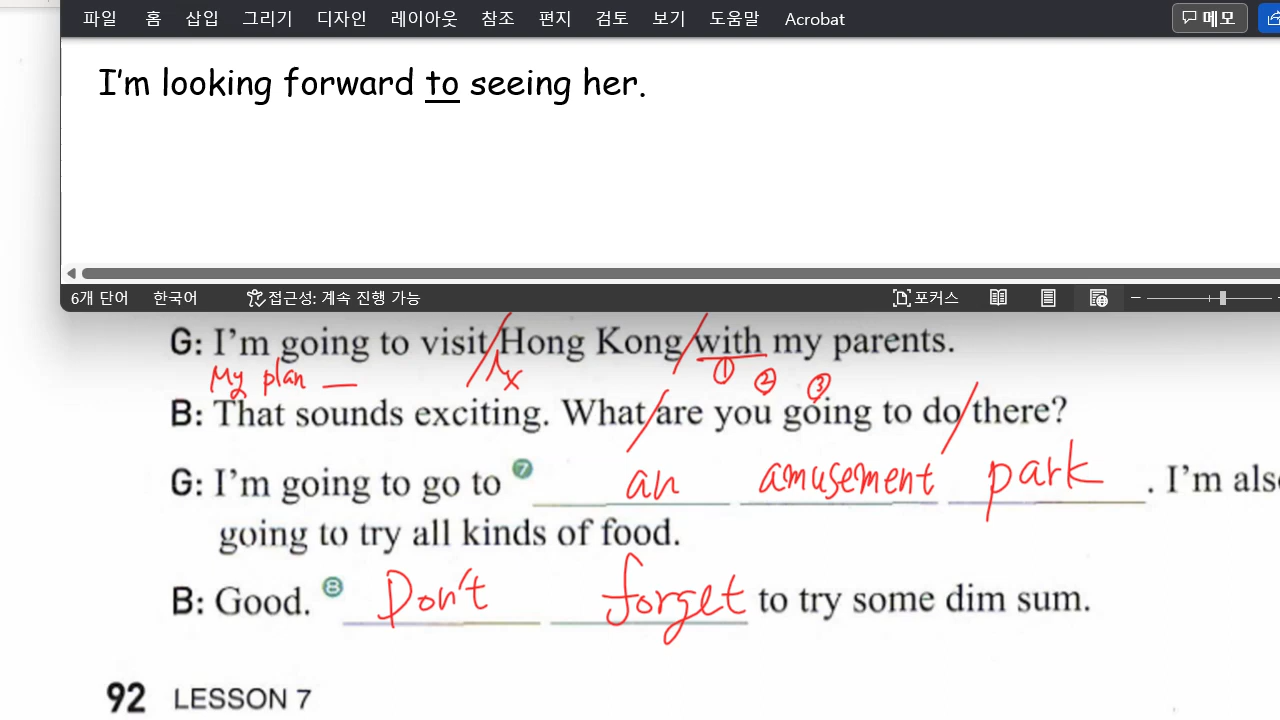 파일 홈 삽입 그리기 디자인 레이아웃 참조 편지 검토 보기 도움말 Acrobat 메모
I'm looking forward to seeing her.
6개 단어 한국어 접근성: 계속 진행 가능 포커스
G: I'm going to visit Hong Kong with my parents.
My plan — x ① ② ③
B: That sounds exciting. What are you going to do there?
G: I'm going to go to ⑦ an amusement park. I'm als
going to try all kinds of food.
B: Good. ⑧ Don't forget to try some dim sum.
92 LESSON 7